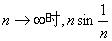 n → ∞时, n sin 1/n